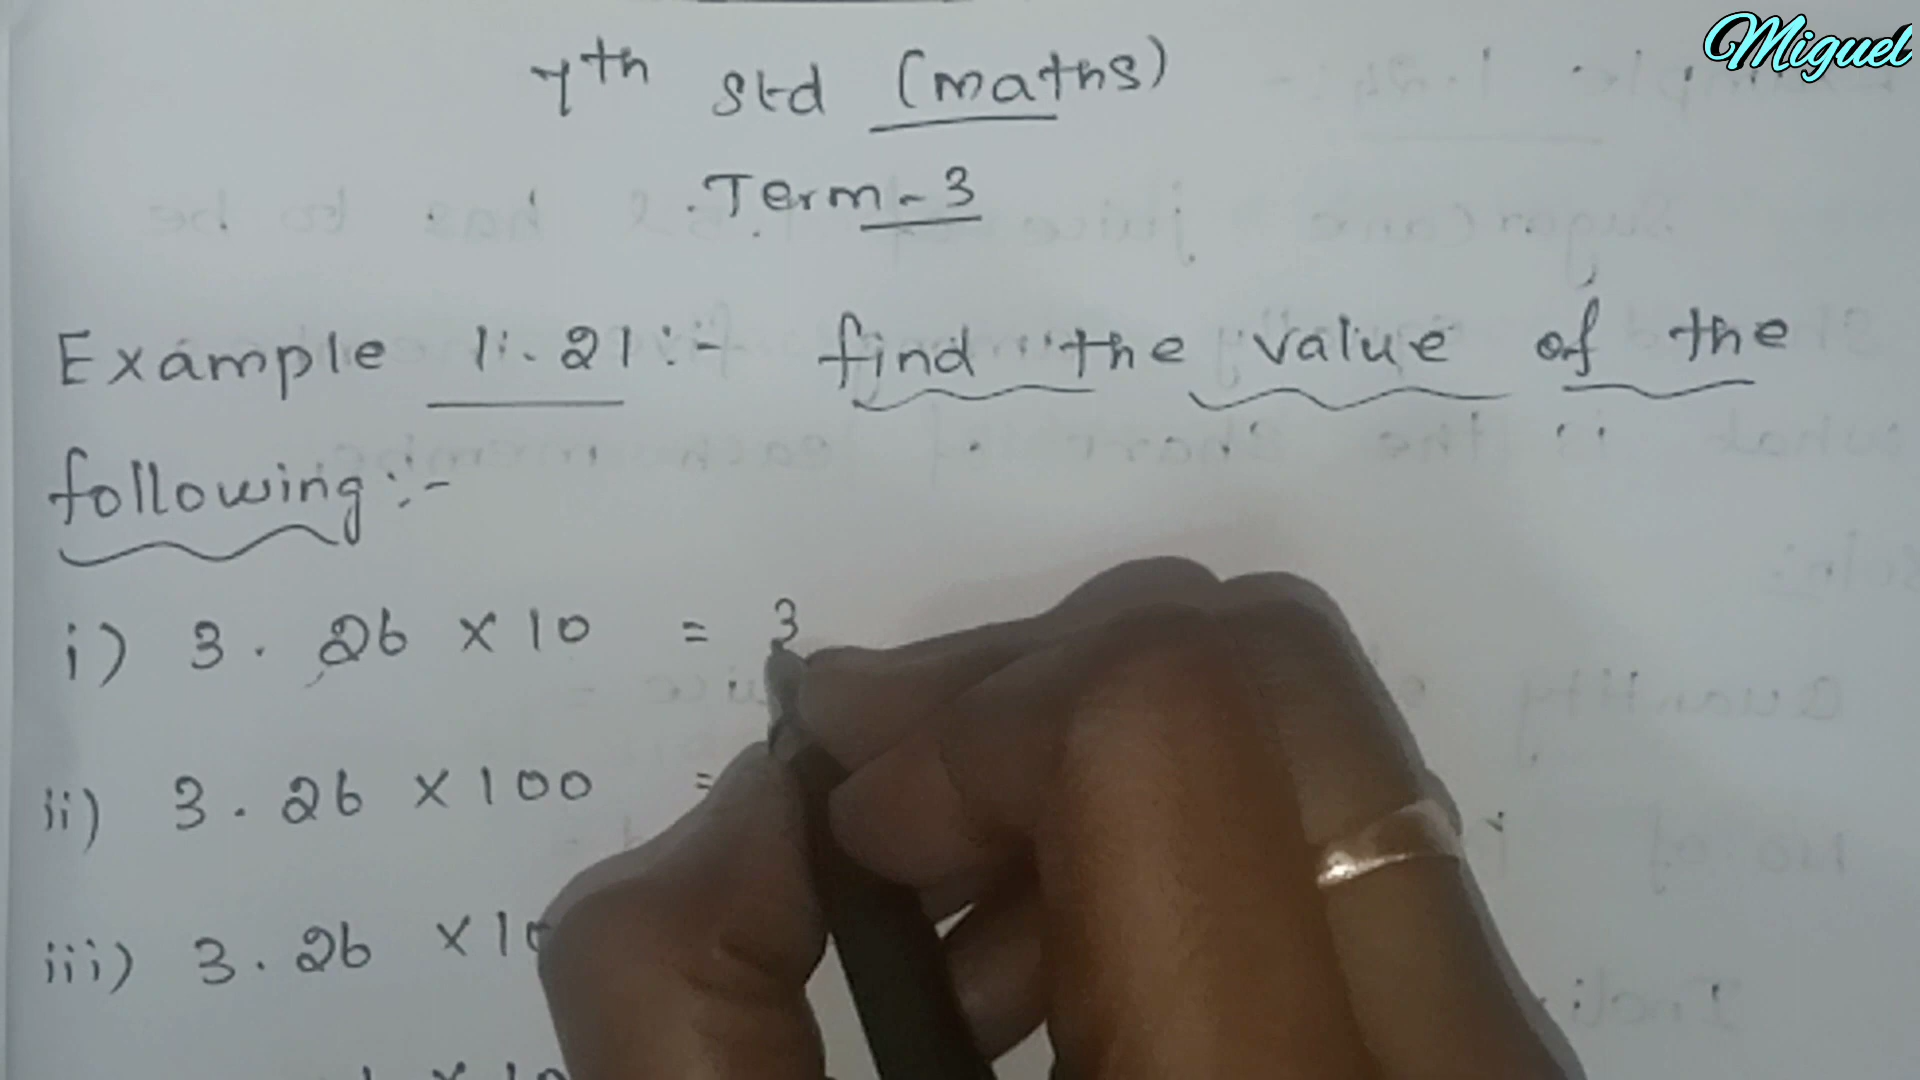 Miguel
7th std (maths)
Term-3
Example 1.21:- find the value of the
following:-
i) 3.26 x 10 = 3
ii) 3.26 x 100 =
iii) 3.26 x 10